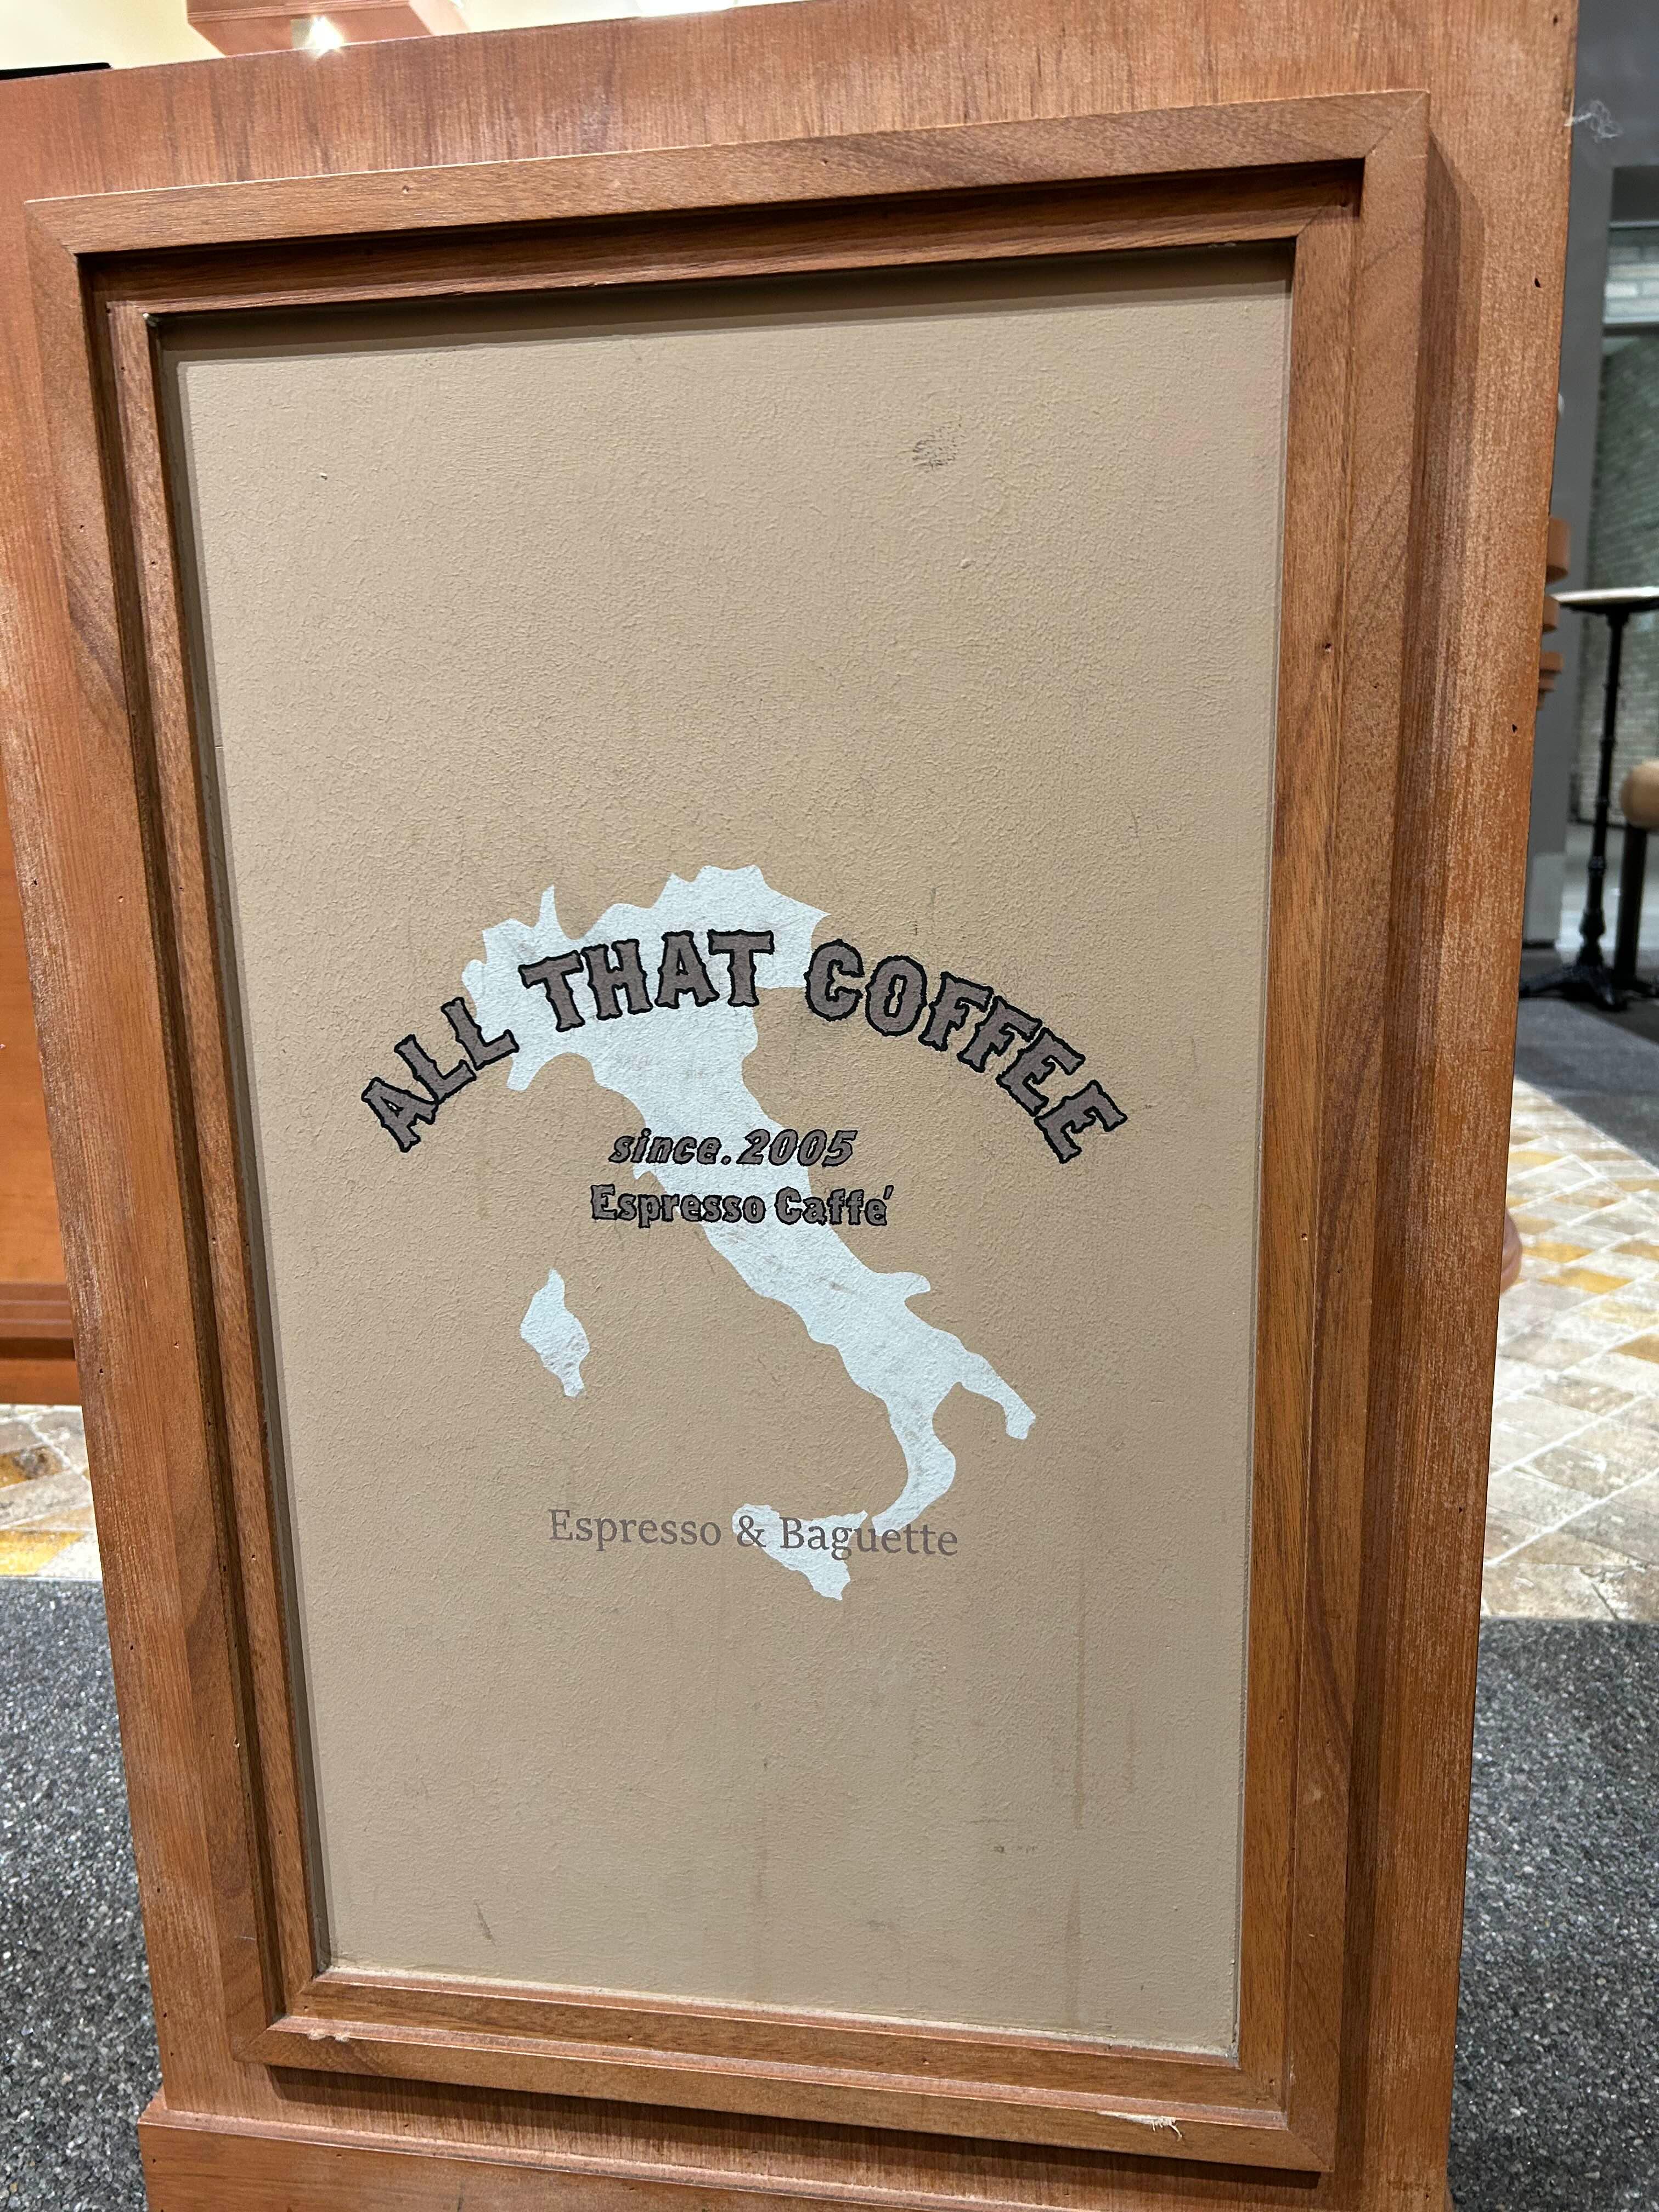 ALL THAT COFFEE
since. 2005
Espresso Caffe'
Espresso & Baguette